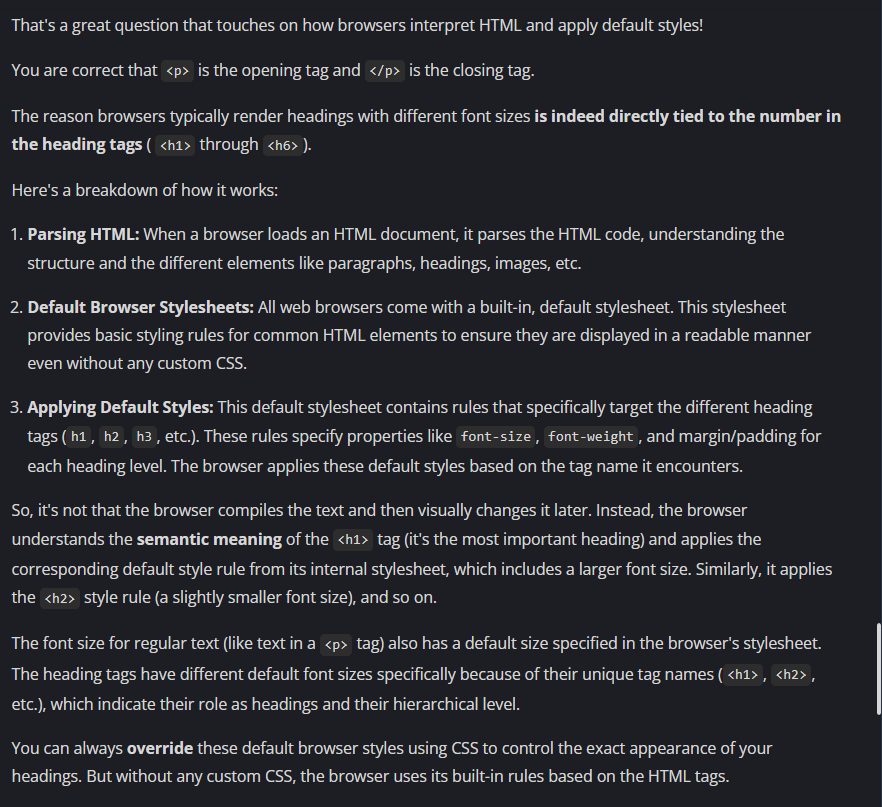 That's a great question that touches on how browsers interpret HTML and apply default styles!
You are correct that <p> is the opening tag and </p> is the closing tag.
The reason browsers typically render headings with different font sizes is indeed directly tied to the number in
the heading tags ( <h1> through <h6> ).
Here's a breakdown of how it works:
1. Parsing HTML: When a browser loads an HTML document, it parses the HTML code, understanding the
structure and the different elements like paragraphs, headings, images, etc.
2. Default Browser Stylesheets: All web browsers come with a built-in, default stylesheet. This stylesheet
provides basic styling rules for common HTML elements to ensure they are displayed in a readable manner
even without any custom CSS.
3. Applying Default Styles: This default stylesheet contains rules that specifically target the different heading
tags ( h1 , h2 , h3 , etc.). These rules specify properties like font-size , font-weight , and margin/padding for
each heading level. The browser applies these default styles based on the tag name it encounters.
So, it's not that the browser compiles the text and then visually changes it later. Instead, the browser
understands the semantic meaning of the <h1> tag (it's the most important heading) and applies the
corresponding default style rule from its internal stylesheet, which includes a larger font size. Similarly, it applies
the <h2> style rule (a slightly smaller font size), and so on.
The font size for regular text (like text in a <p> tag) also has a default size specified in the browser's stylesheet.
The heading tags have different default font sizes specifically because of their unique tag names ( <h1> , <h2> ,
etc.), which indicate their role as headings and their hierarchical level.
You can always override these default browser styles using CSS to control the exact appearance of your
headings. But without any custom CSS, the browser uses its built-in rules based on the HTML tags.